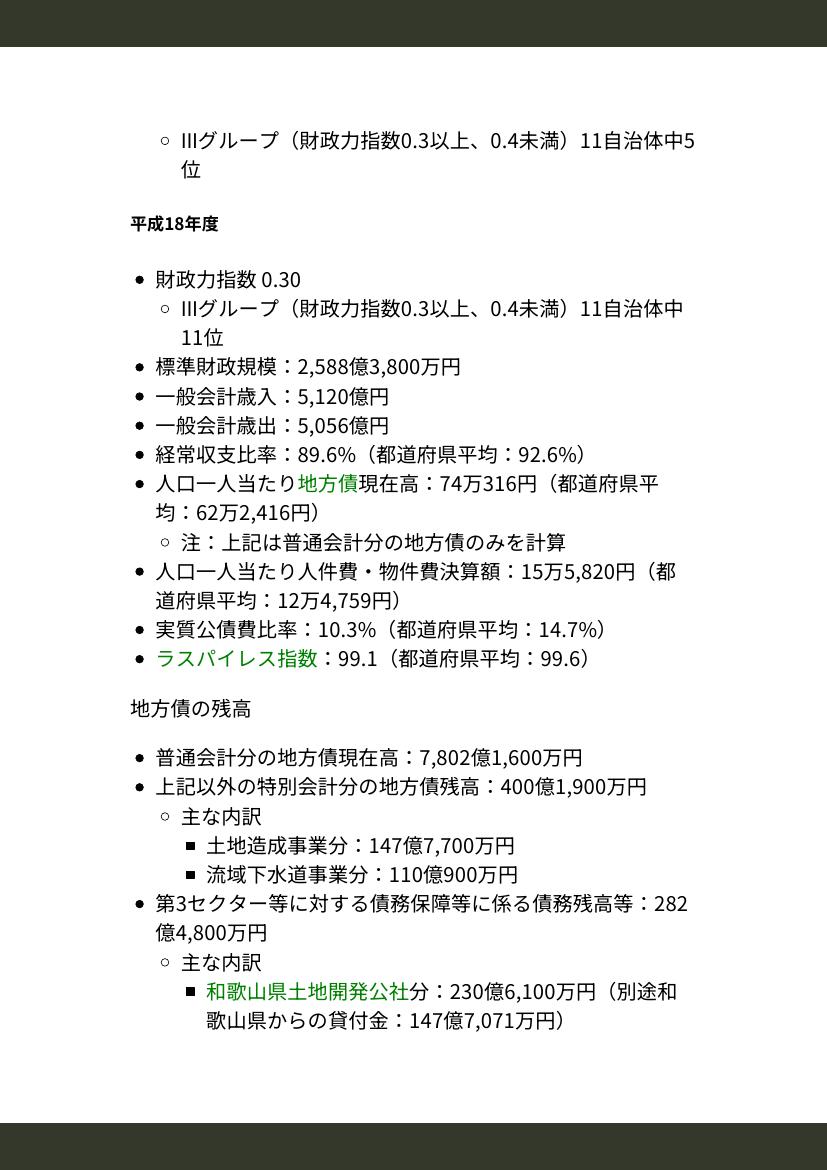 IIIグループ（財政力指数0.3以上、0.4未満）11自治体中5
位
平成18年度
財政力指数 0.30
IIIグループ（財政力指数0.3以上、0.4未満）11自治体中
11位
標準財政規模：2,588億3,800万円
一般会計歳入：5,120億円
一般会計歳出：5,056億円
経常収支比率：89.6%（都道府県平均：92.6%）
人口一人当たり地方債現在高：74万316円（都道府県平
均：62万2,416円）
注：上記は普通会計分の地方債のみを計算
人口一人当たり人件費・物件費決算額：15万5,820円（都
道府県平均：12万4,759円）
実質公債費比率：10.3%（都道府県平均：14.7%）
ラスパイレス指数：99.1（都道府県平均：99.6）
地方債の残高
普通会計分の地方債現在高：7,802億1,600万円
上記以外の特別会計分の地方債残高：400億1,900万円
主な内訳
土地造成事業分：147億7,700万円
流域下水道事業分：110億900万円
第3セクター等に対する債務保障等に係る債務残高等：282
億4,800万円
主な内訳
和歌山県土地開発公社分：230億6,100万円（別途和
歌山県からの貸付金：147億7,071万円）